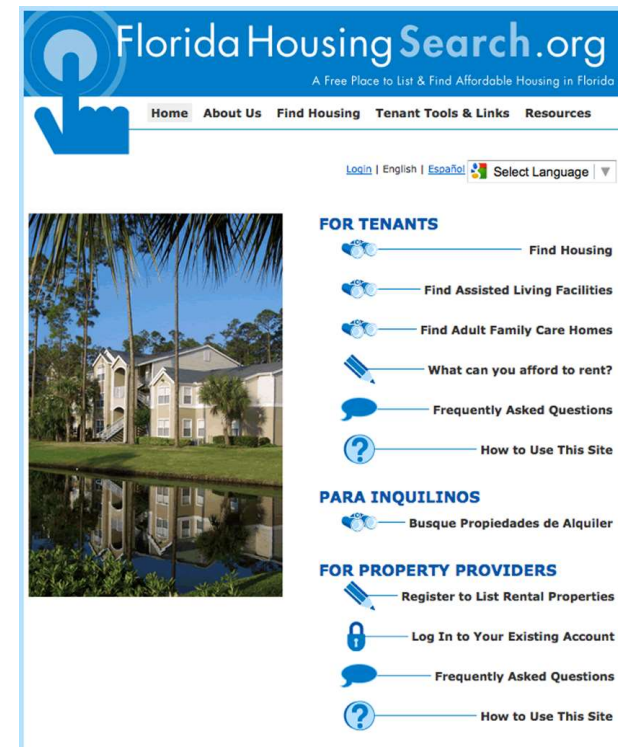 FloridaHousingSearch.org
A Free Place to List & Find Affordable Housing in Florida
Home About Us Find Housing Tenant Tools & Links Resources
Login | English | Español Select Language ▼
FOR TENANTS
Find Housing
Find Assisted Living Facilities
Find Adult Family Care Homes
What can you afford to rent?
Frequently Asked Questions
? How to Use This Site
PARA INQUILINOS
Busque Propiedades de Alquiler
FOR PROPERTY PROVIDERS
Register to List Rental Properties
Log In to Your Existing Account
Frequently Asked Questions
? How to Use This Site